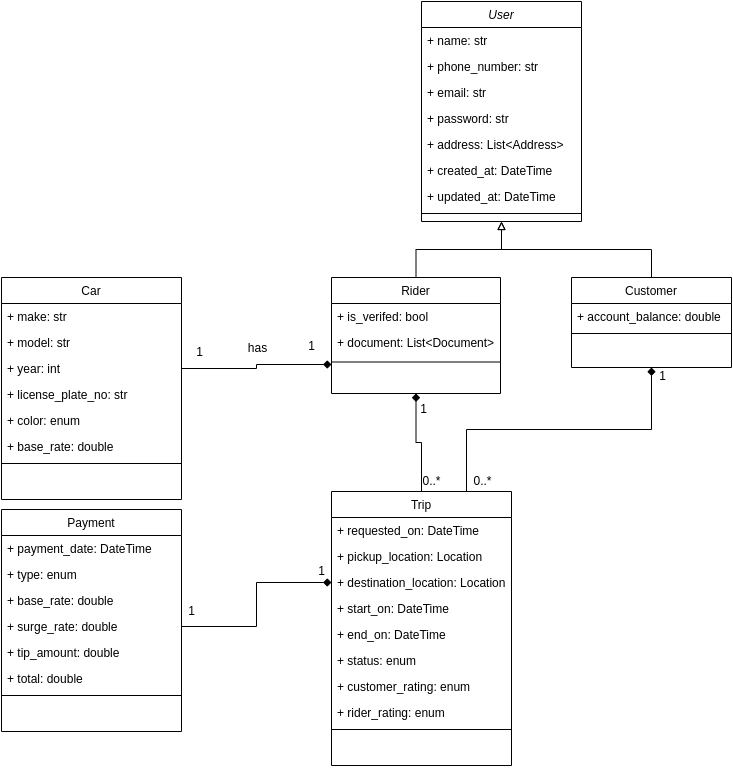 User
+ name: str
+ phone_number: str
+ email: str
+ password: str
+ address: List<Address>
+ created_at: DateTime
+ updated_at: DateTime
Car
+ make: str
+ model: str
+ year: int
+ license_plate_no: str
+ color: enum
+ base_rate: double
1
has
1
Rider
+ is_verifed: bool
+ document: List<Document>
Customer
+ account_balance: double
1
1
0..*
0..*
Payment
+ payment_date: DateTime
+ type: enum
+ base_rate: double
+ surge_rate: double
+ tip_amount: double
+ total: double
1
1
Trip
+ requested_on: DateTime
+ pickup_location: Location
+ destination_location: Location
+ start_on: DateTime
+ end_on: DateTime
+ status: enum
+ customer_rating: enum
+ rider_rating: enum